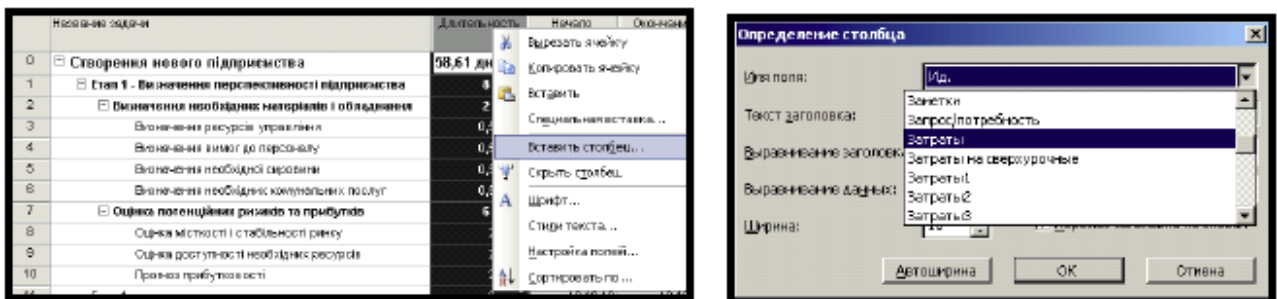 Название задачи Длительность Начало Окончани
0 Створення нового підприємства 58,61 дн
1 Етап 1 - Визначення перспективності підприємства
2 Визначення необхідних матеріалів і обладнання 2
3 Визначення ресурсів управління
4 Визначення вимог до персоналу
5 Визначення необхідної сировини
6 Визначення необхідних комунальних послуг
7 Оцінка потенційних ризиків та прибутків
8 Оцінка місткості і стабільності ринку
9 Оцінка доступності необхідних ресурсів
10 Прогноз прибутковості
Вырезать ячейку
Копировать ячейку
Вставить
Специальная вставка...
Вставить столбец...
Скрыть столбец
Шрифт...
Стили текста...
Настройка полей...
Сортировать по ...
Определение столбца
Имя поля: Ид.
Заметки
Запрос/потребность
Затраты
Затраты на сверхурочные
Затраты1
Затраты2
Затраты3
Текст заголовка:
Выравнивание заголовк
Выравнивание данных:
Ширина: 10
Автоширина ОК Отмена